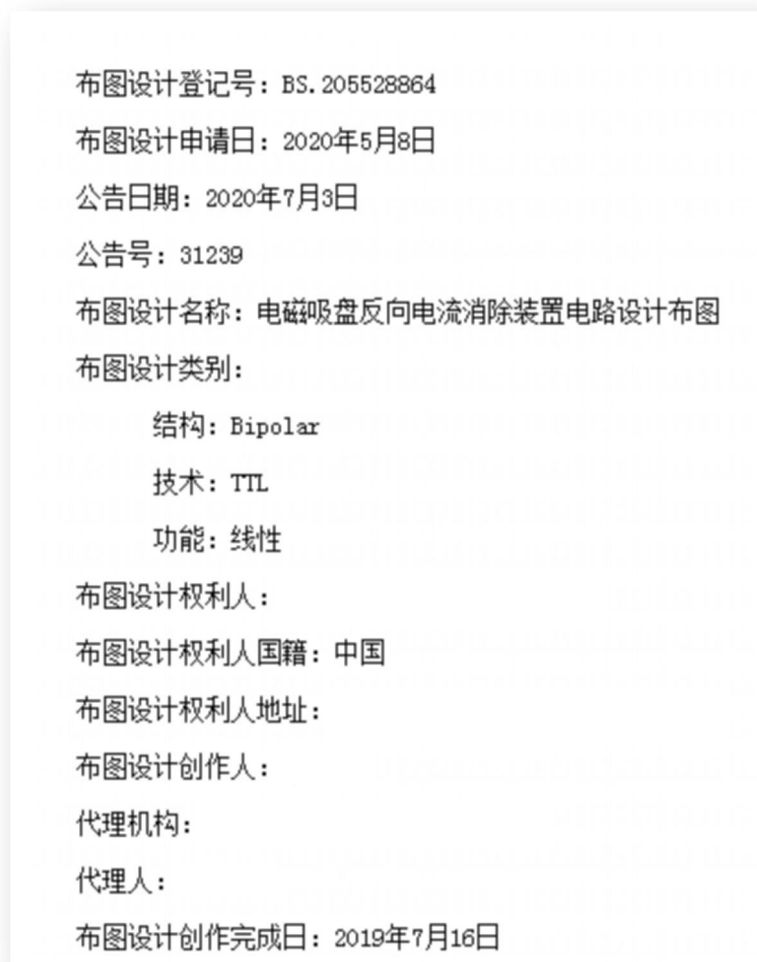 布图设计登记号：BS.205528864
布图设计申请日：2020年5月8日
公告日期：2020年7月3日
公告号：31239
布图设计名称：电磁吸盘反向电流消除装置电路设计布图
布图设计类别：
结构：Bipolar
技术：TTL
功能：线性
布图设计权利人：
布图设计权利人国籍：中国
布图设计权利人地址：
布图设计创作人：
代理机构：
代理人：
布图设计创作完成日：2019年7月16日